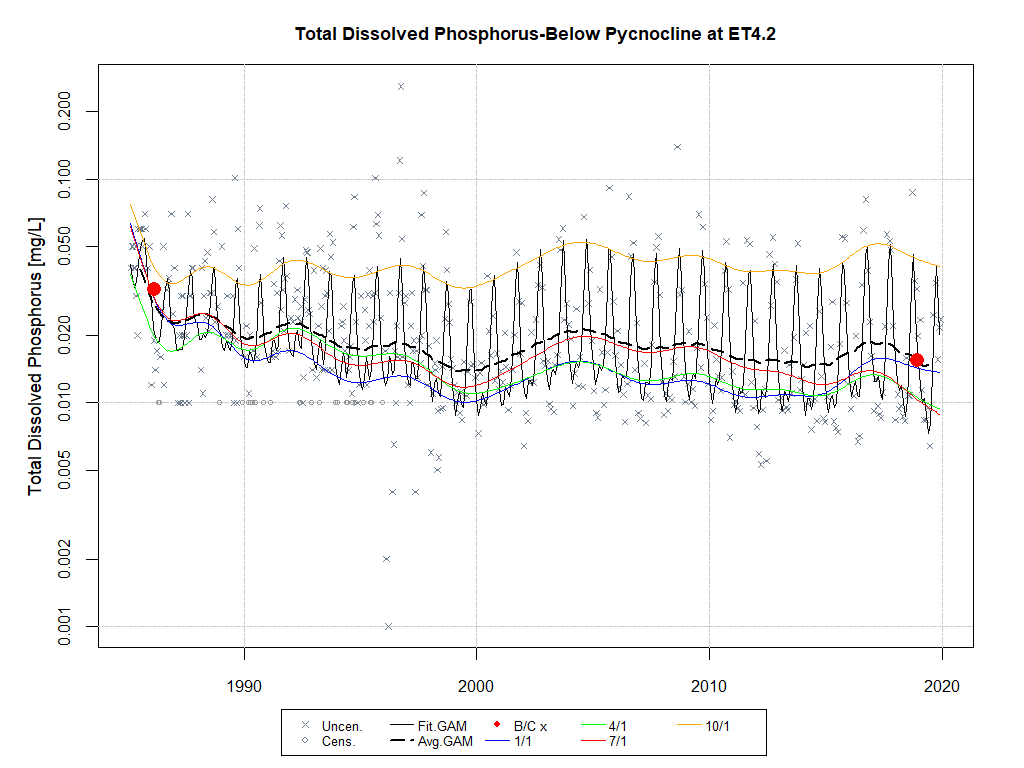 Total Dissolved Phosphorus-Below Pycnocline at ET4.2
Total Dissolved Phosphorus [mg/L]
0.200
0.100
0.050
0.020
0.010
0.005
0.002
0.001
1990 2000 2010 2020
Uncen. Fit.GAM B/C x 4/1 10/1
Cens. Avg.GAM 1/1 7/1